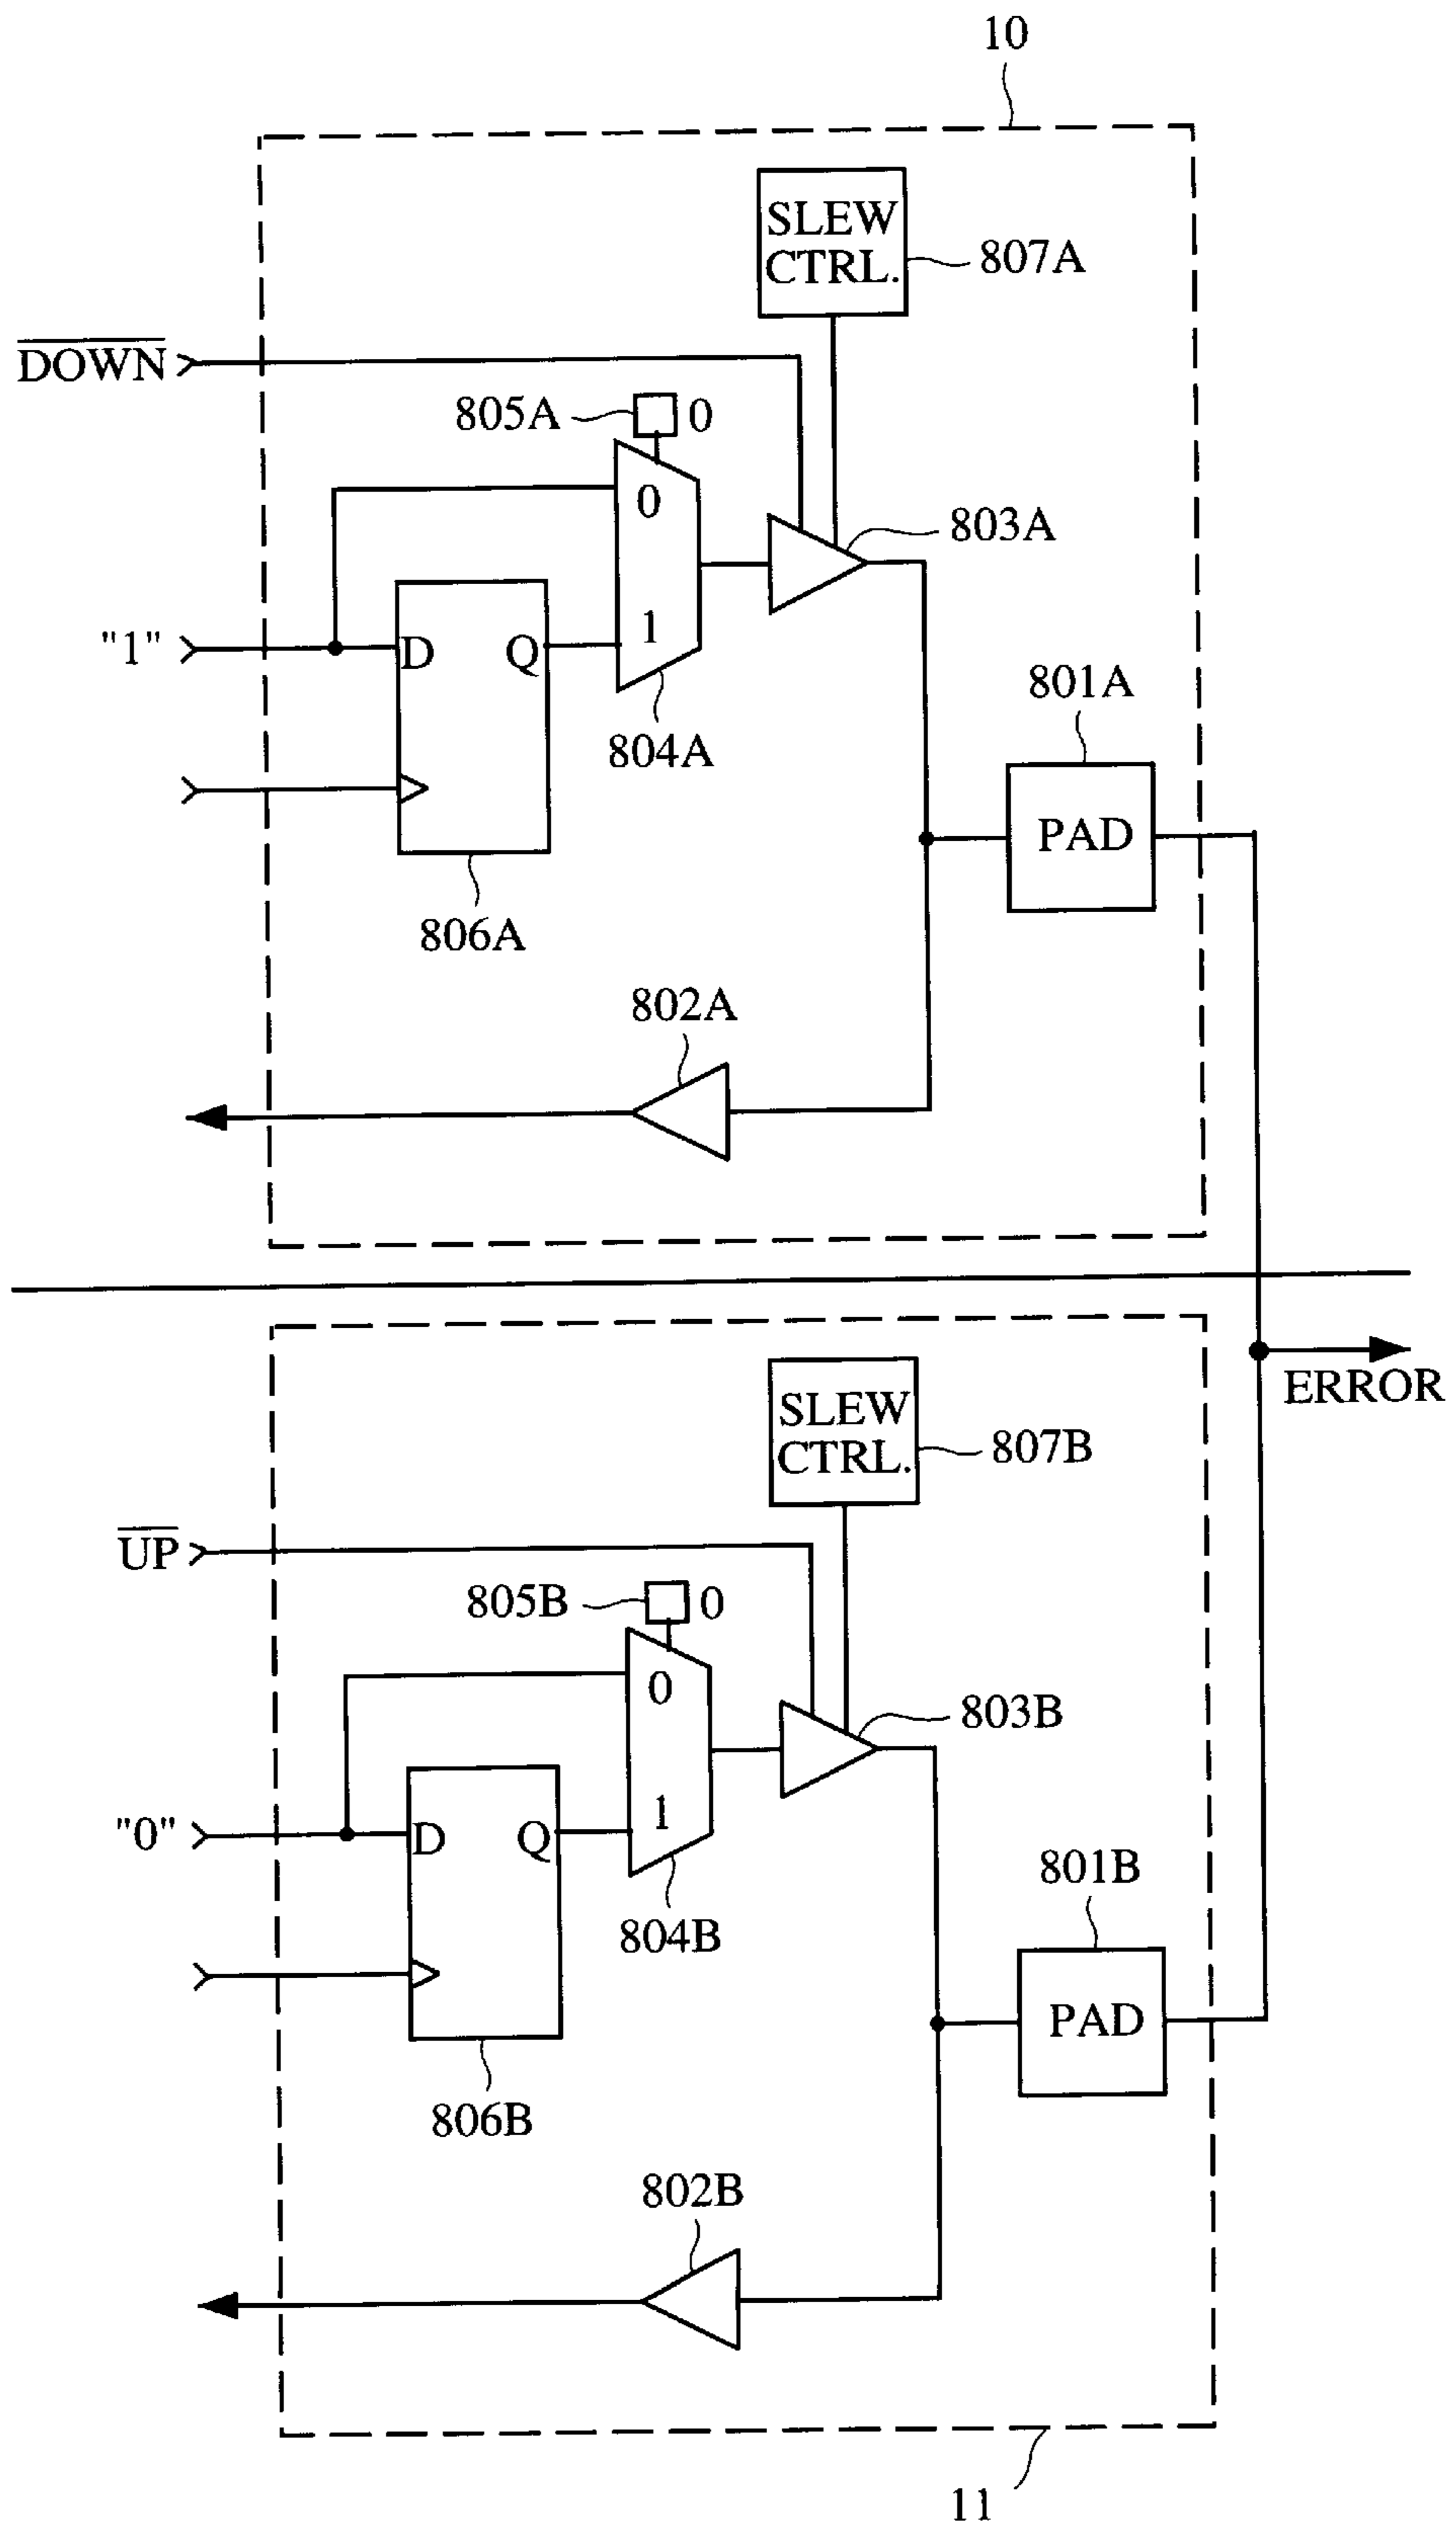 10
SLEW
CTRL.
807A
DOWN
805A
0
0
803A
"1"
D
Q
1
801A
804A
PAD
806A
802A
ERROR
SLEW
CTRL.
807B
UP
805B
0
0
803B
"0"
D
Q
1
801B
804B
PAD
806B
802B
11